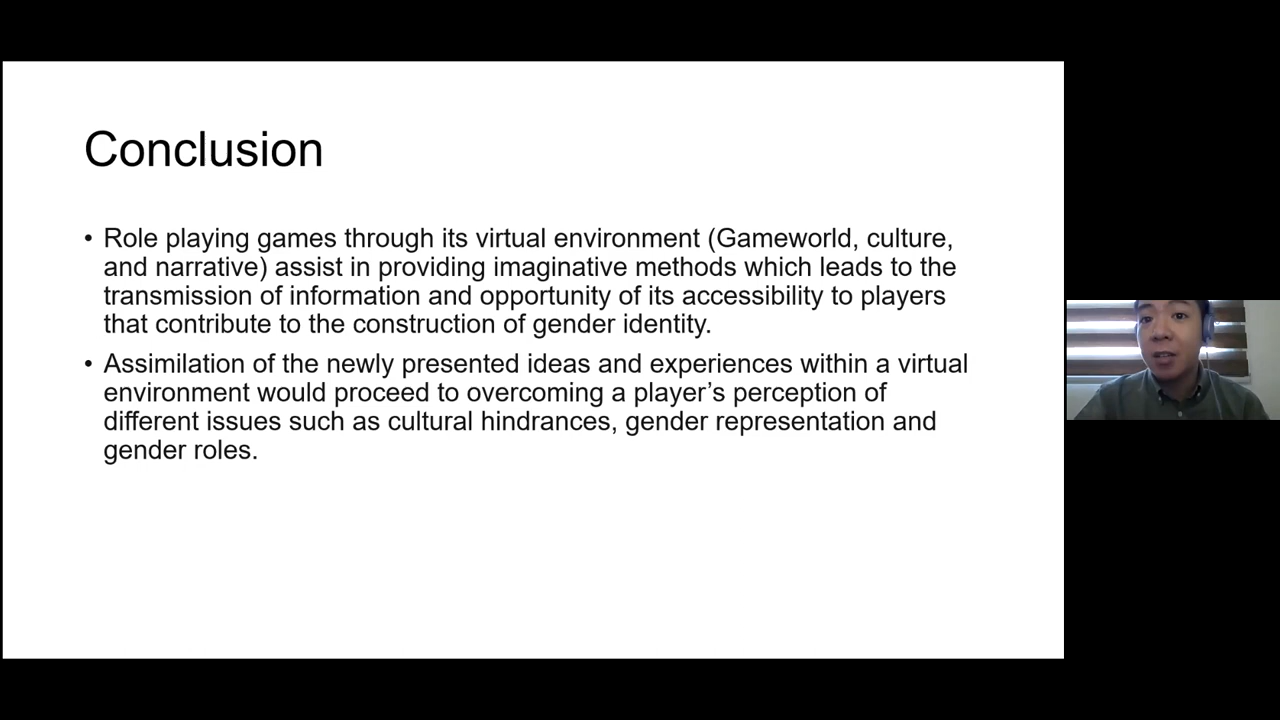 Conclusion
• Role playing games through its virtual environment (Gameworld, culture,
and narrative) assist in providing imaginative methods which leads to the
transmission of information and opportunity of its accessibility to players
that contribute to the construction of gender identity.
• Assimilation of the newly presented ideas and experiences within a virtual
environment would proceed to overcoming a player’s perception of
different issues such as cultural hindrances, gender representation and
gender roles.